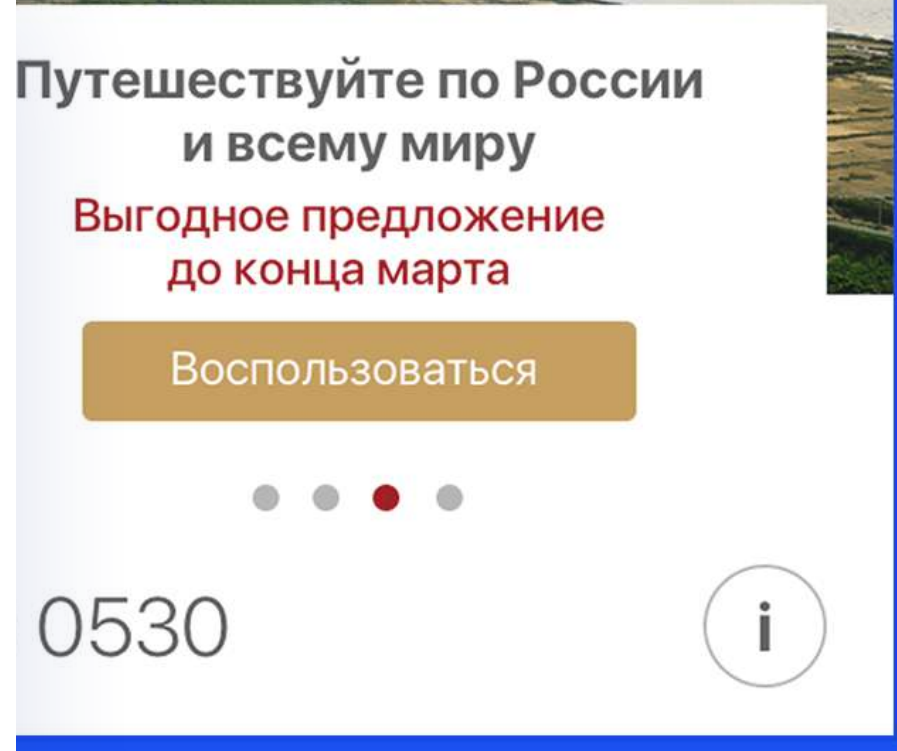 Путешествуйте по России
и всему миру
Выгодное предложение
до конца марта
Воспользоваться
0530
i